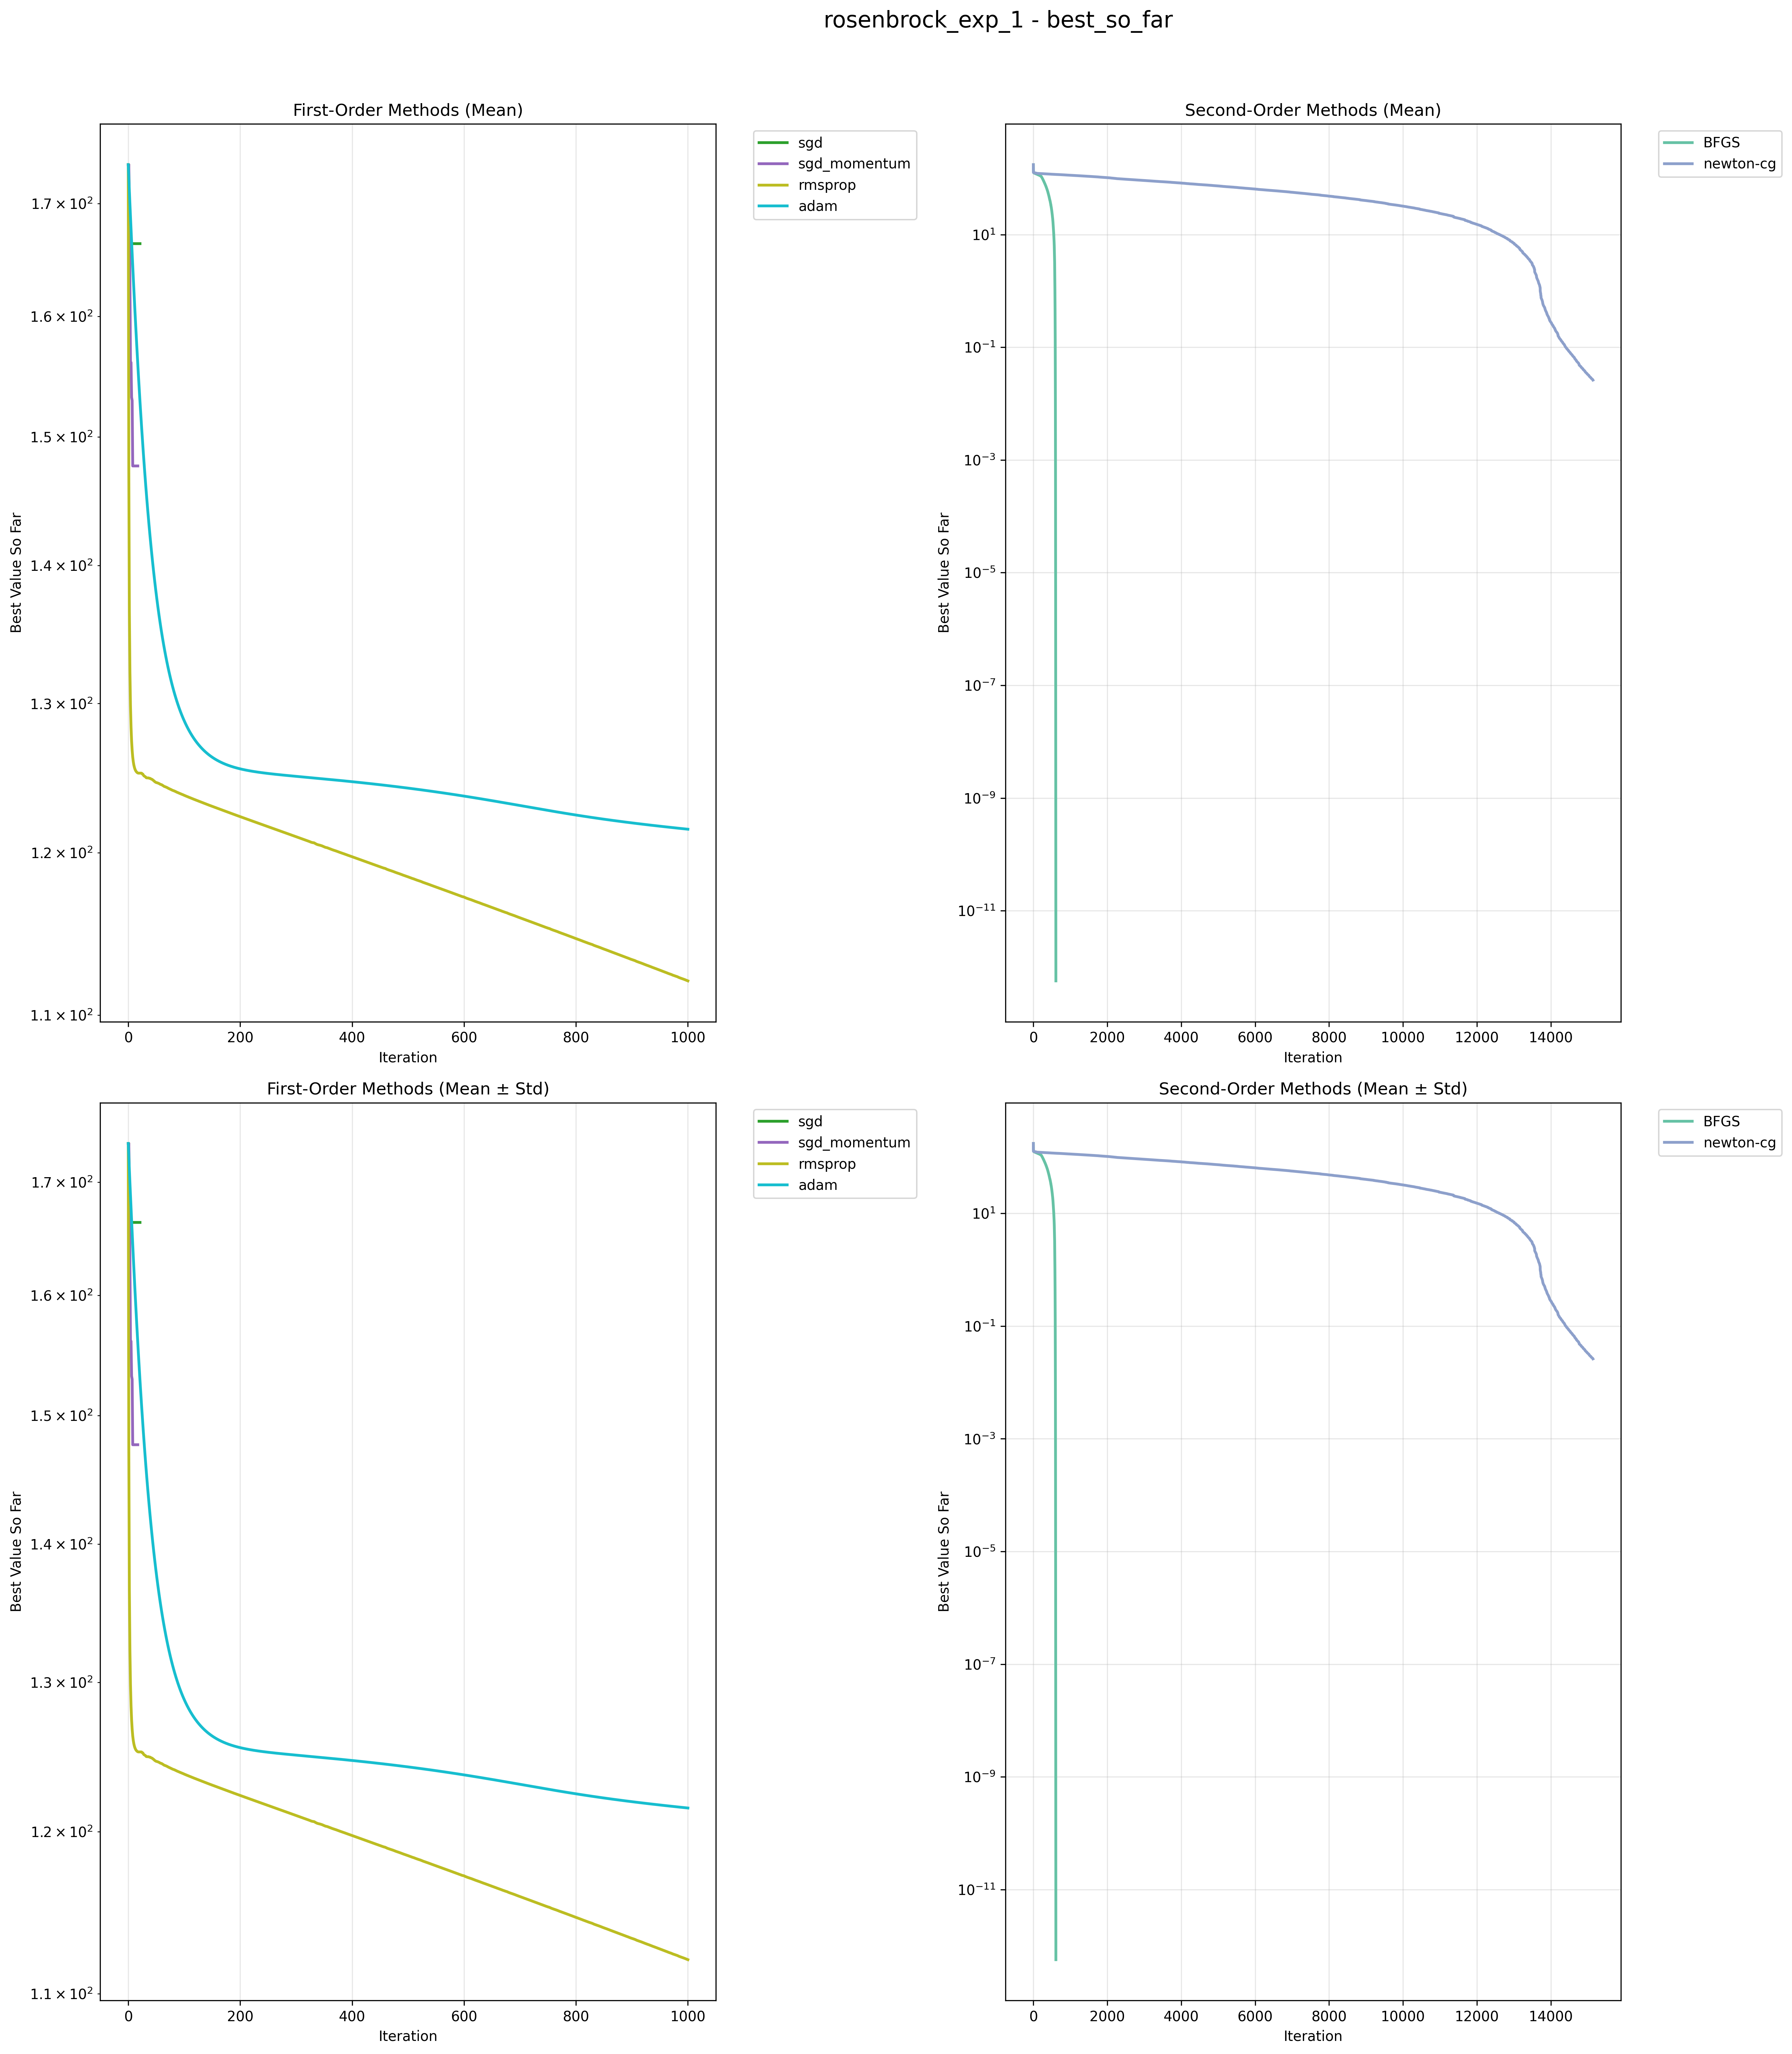 rosenbrock_exp_1 - best_so_far
First-Order Methods (Mean)
Best Value So Far
1.7 × 10²
1.6 × 10²
1.5 × 10²
1.4 × 10²
1.3 × 10²
1.2 × 10²
1.1 × 10²
0 200 400 600 800 1000
Iteration
sgd
sgd_momentum
rmsprop
adam
Second-Order Methods (Mean)
Best Value So Far
10¹
10⁻¹
10⁻³
10⁻⁵
10⁻⁷
10⁻⁹
10⁻¹¹
0 2000 4000 6000 8000 10000 12000 14000
Iteration
BFGS
newton-cg
First-Order Methods (Mean ± Std)
Best Value So Far
1.7 × 10²
1.6 × 10²
1.5 × 10²
1.4 × 10²
1.3 × 10²
1.2 × 10²
1.1 × 10²
0 200 400 600 800 1000
Iteration
sgd
sgd_momentum
rmsprop
adam
Second-Order Methods (Mean ± Std)
Best Value So Far
10¹
10⁻¹
10⁻³
10⁻⁵
10⁻⁷
10⁻⁹
10⁻¹¹
0 2000 4000 6000 8000 10000 12000 14000
Iteration
BFGS
newton-cg